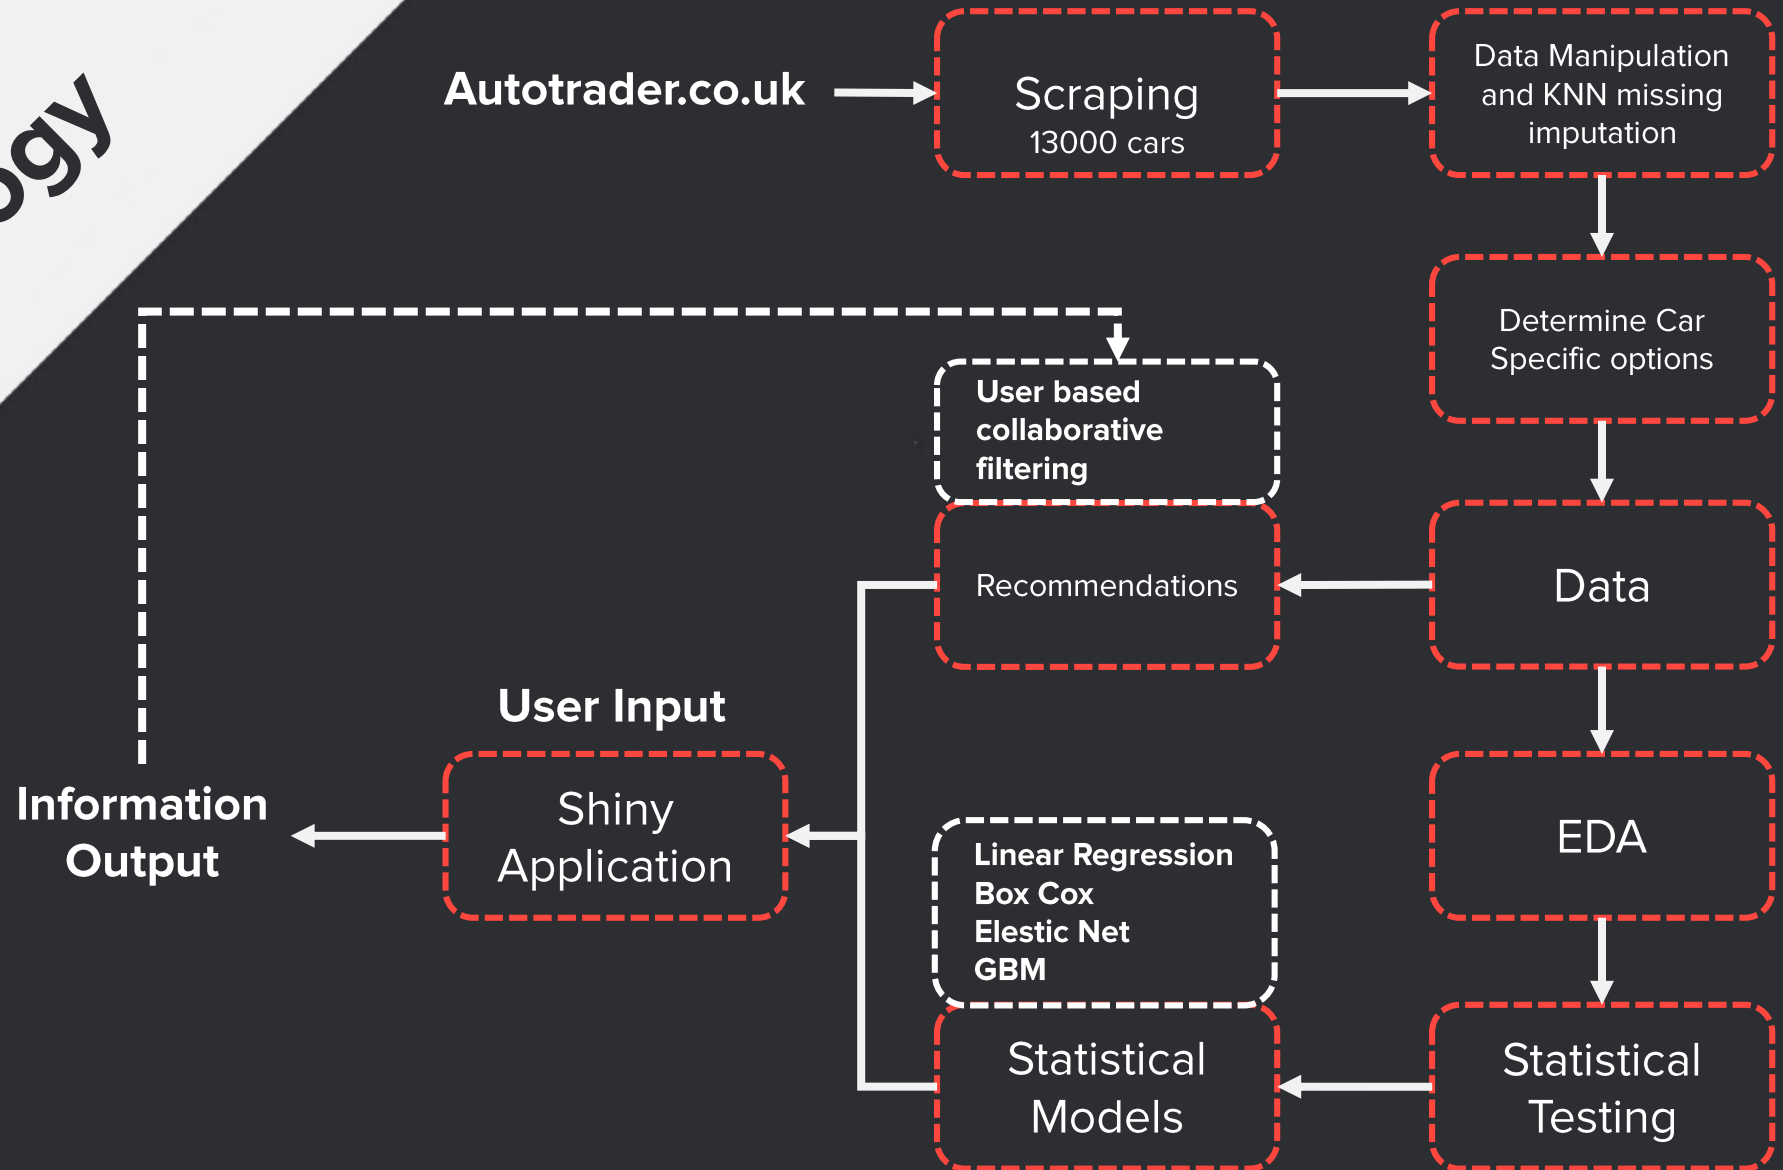 ogy
Autotrader.co.uk
Scraping
13000 cars
Data Manipulation
and KNN missing
imputation
Determine Car
Specific options
User based
collaborative
filtering
Recommendations
Data
User Input
Shiny
Application
Information
Output
EDA
Linear Regression
Box Cox
Elestic Net
GBM
Statistical
Models
Statistical
Testing